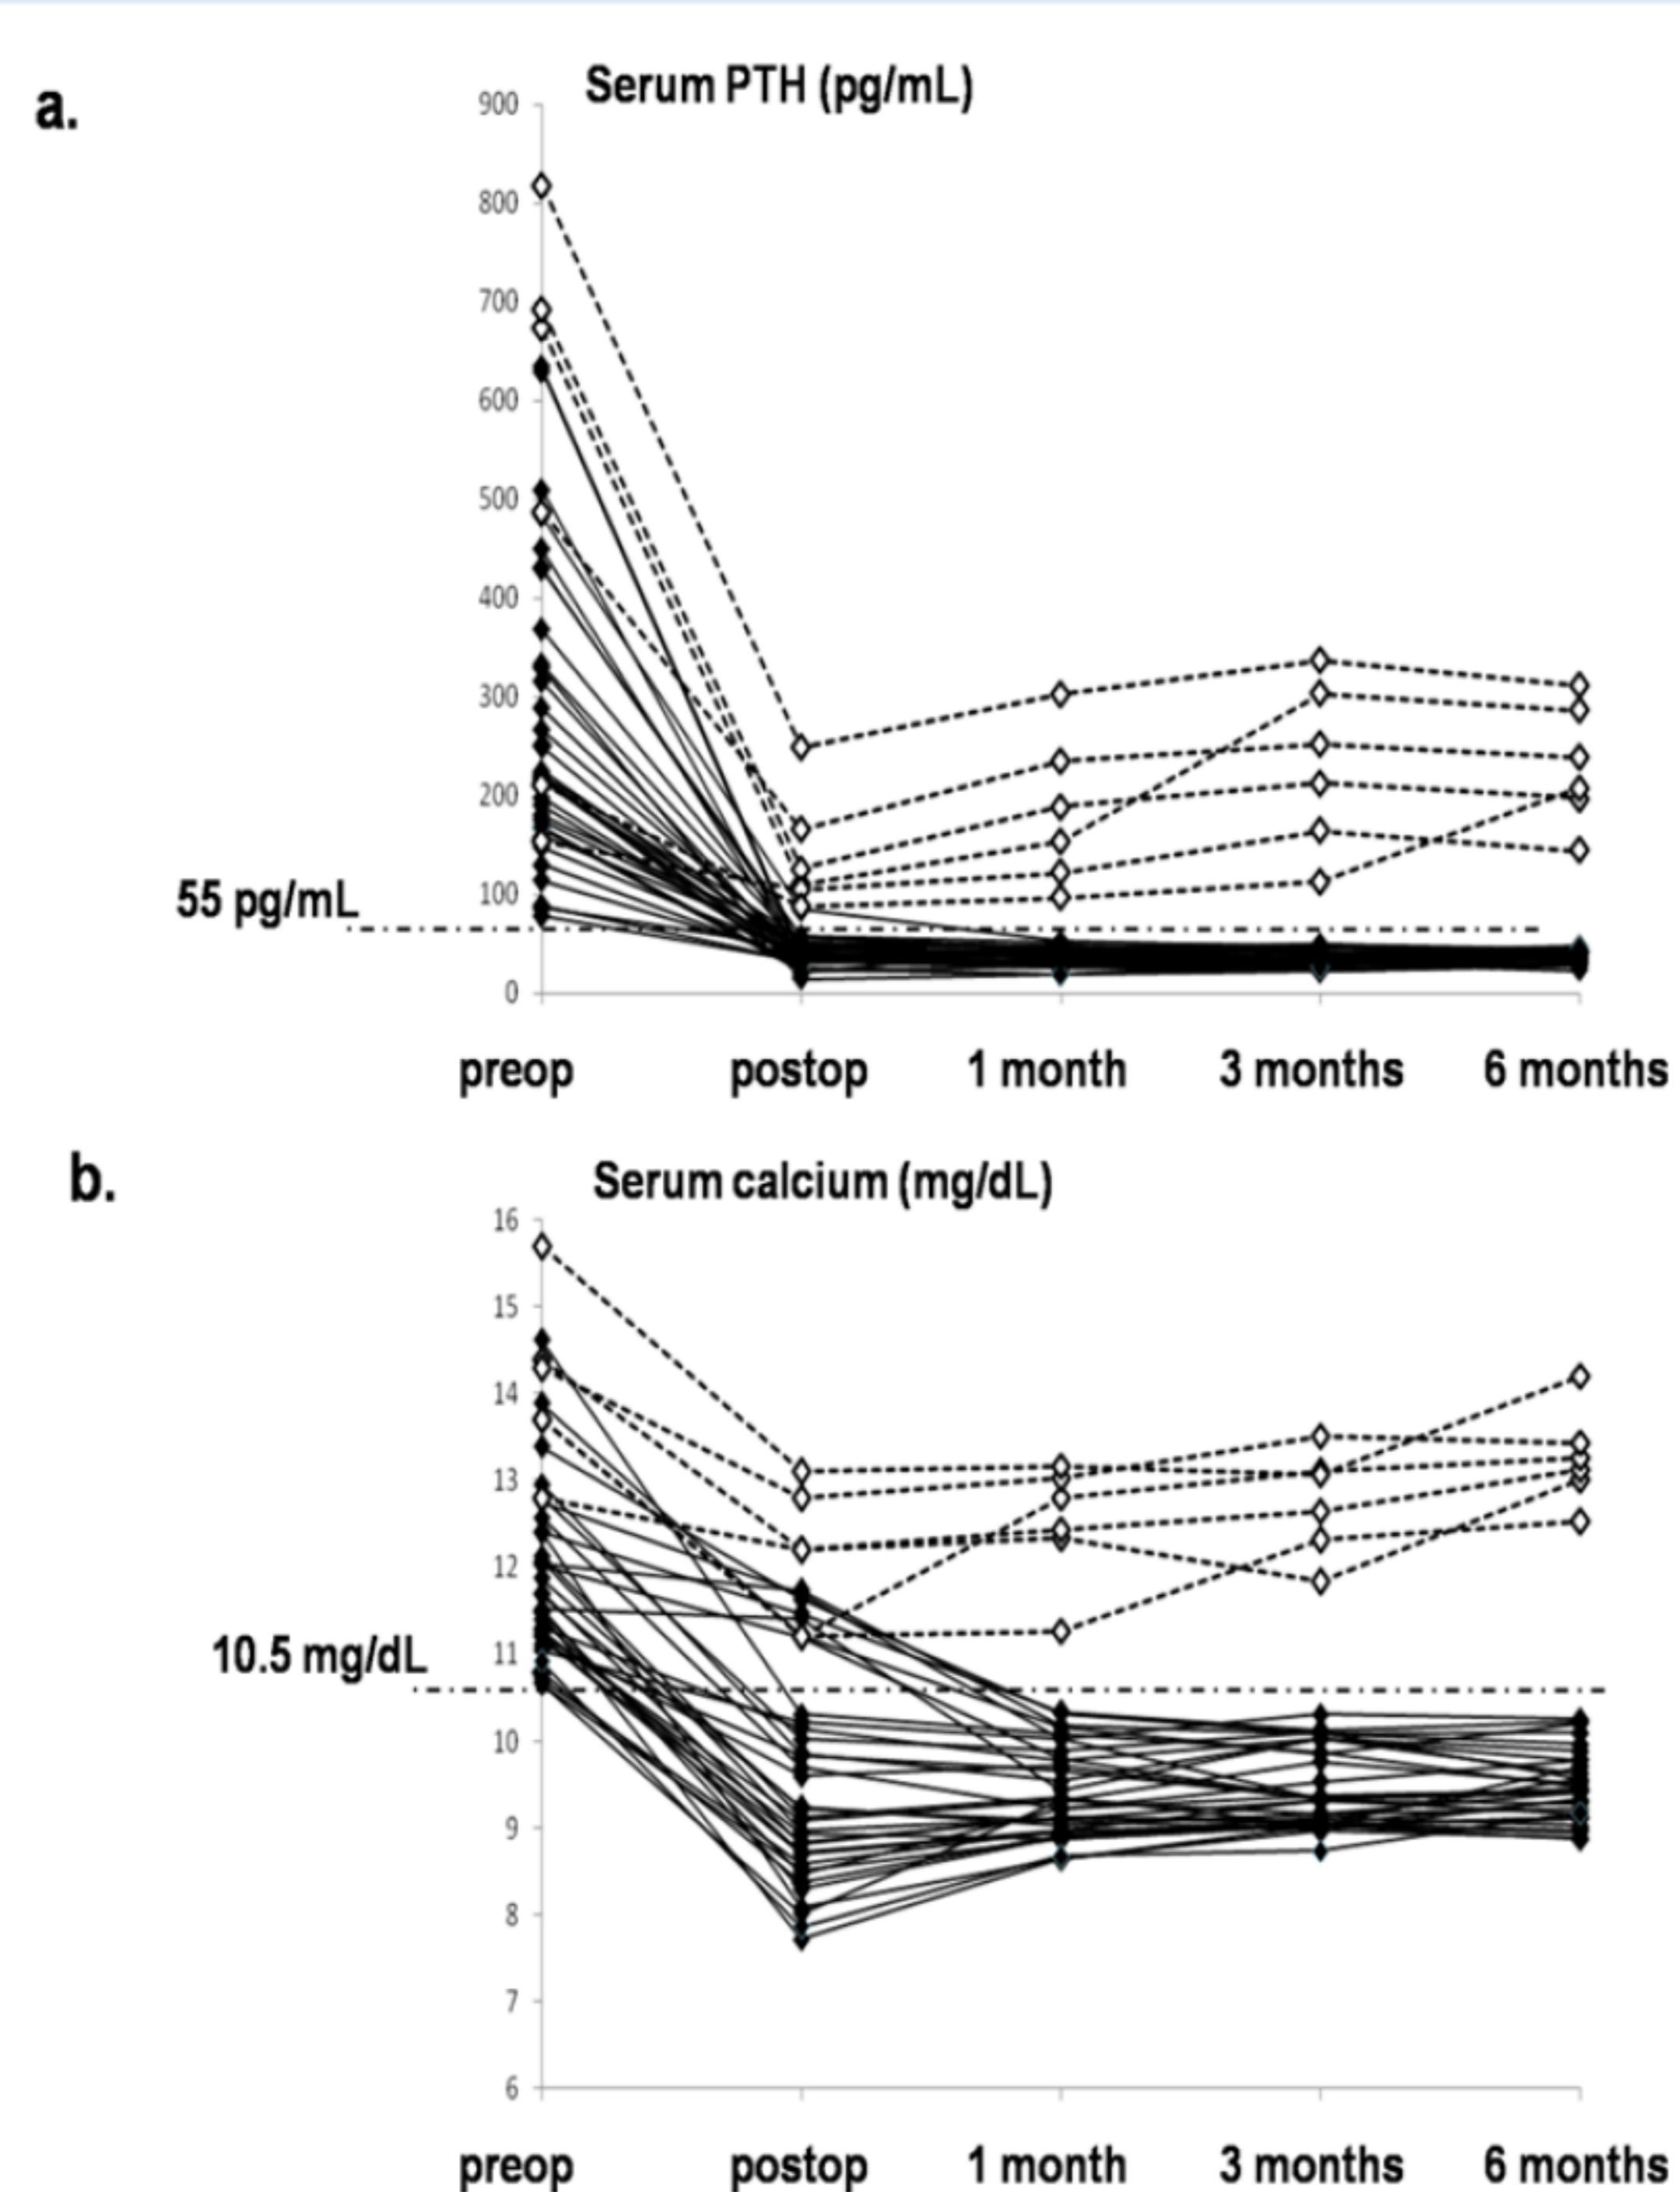 a.
Serum PTH (pg/mL)
900
800
700
600
500
400
300
200
100
55 pg/mL
0
preop postop 1 month 3 months 6 months
b.
Serum calcium (mg/dL)
16
15
14
13
12
11
10.5 mg/dL
10
9
8
7
6
preop postop 1 month 3 months 6 months